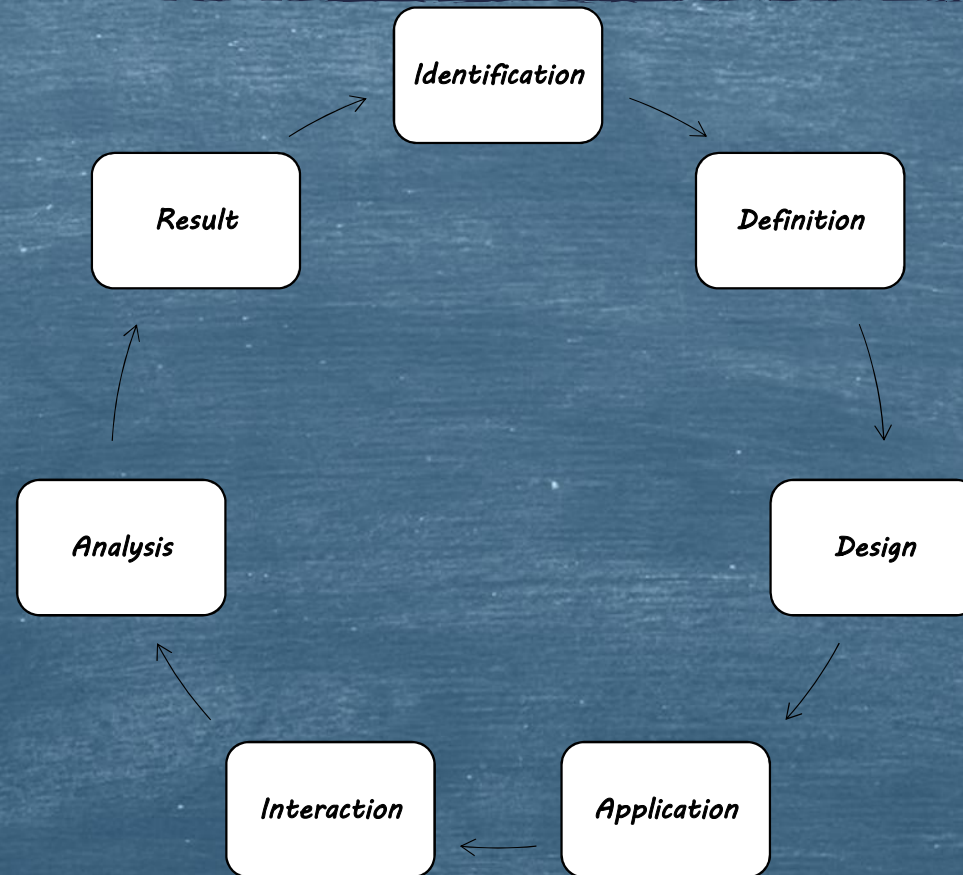 Identification
Definition
Design
Application
Interaction
Analysis
Result